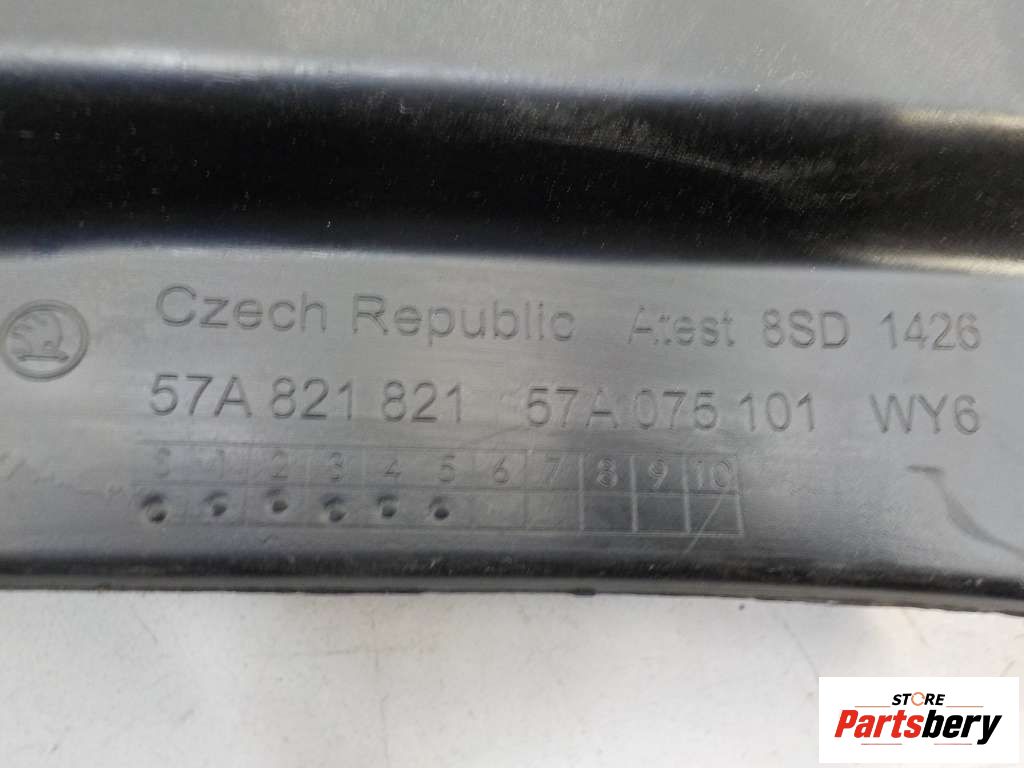 Czech Republic Atest 8SD 1426
57A 821 821 57A 075 101 WY6
0 1 2 3 4 5 6 7 8 9 10
STORE
Partsbery